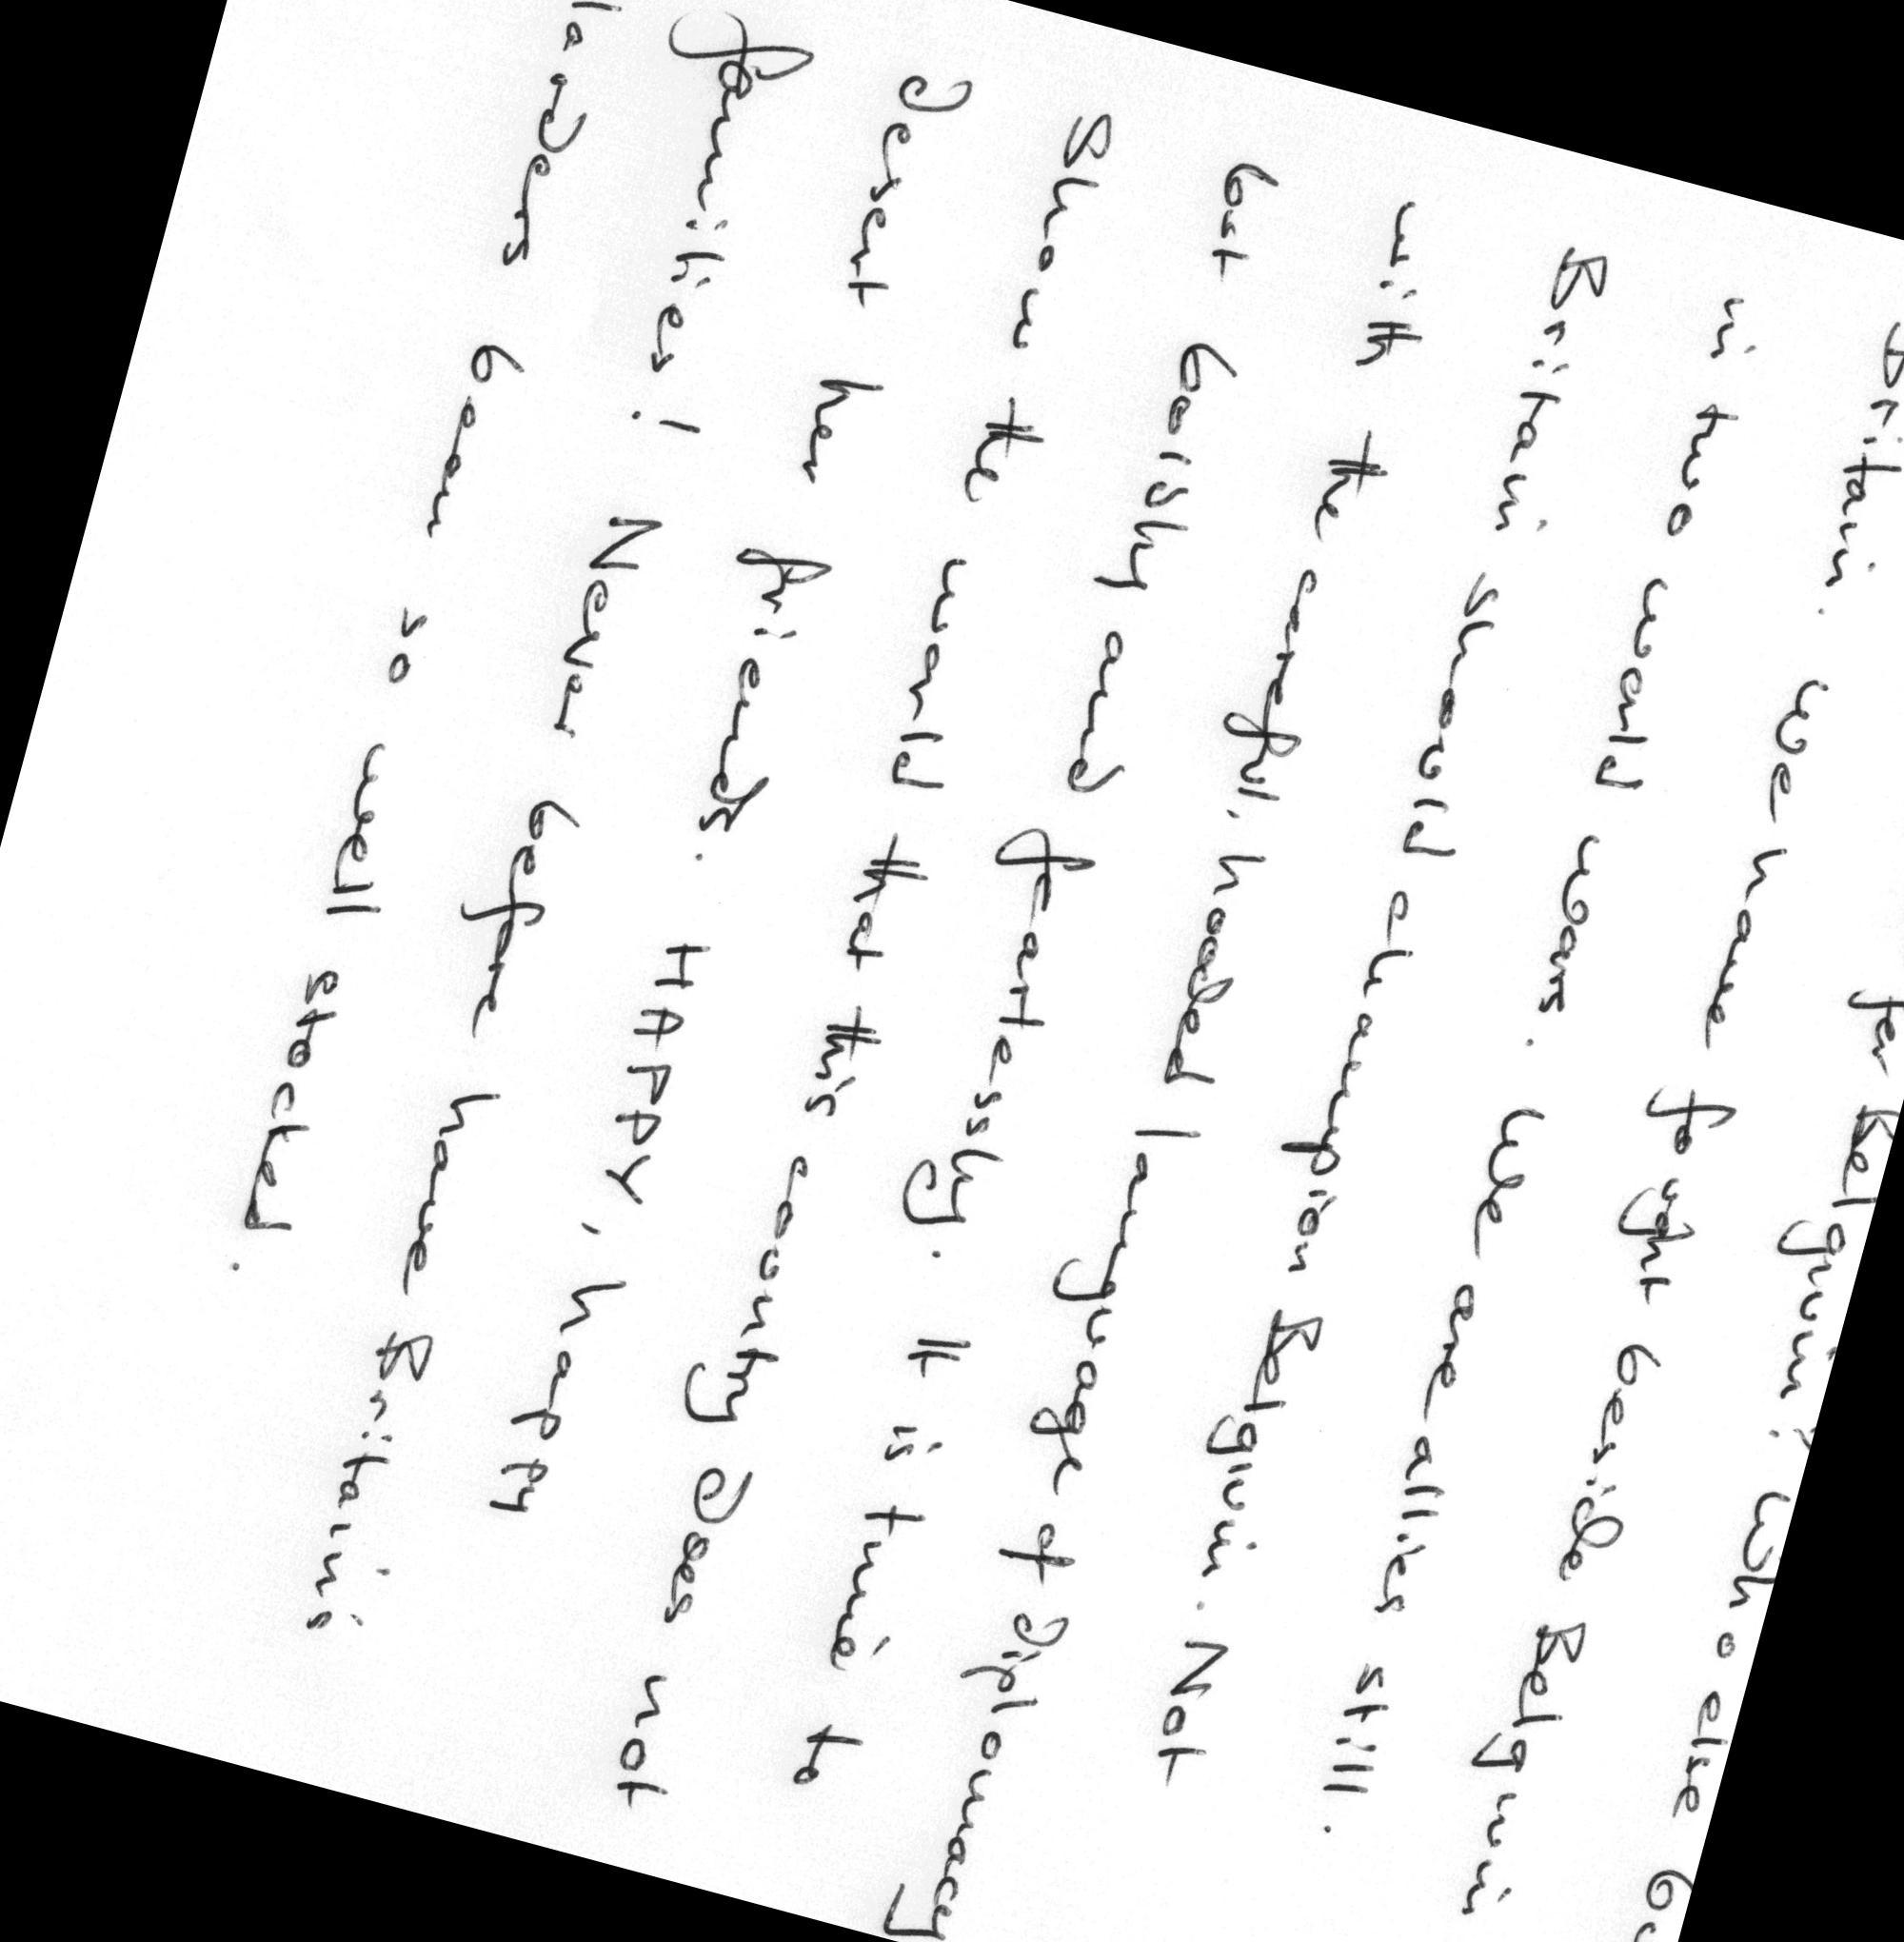 for Belgium? Who else
Britain. We have fought beside Belgium
in two world wars. We are allies still.
Britain should champion Belgium. Not
with the careful, hooded language of diplomacy
but boldly and fearlessly. It is time to
Show the world that this country does not
desert her friends. HAPPY, happy
families! Never before have Britain's
larders been so well stocked.